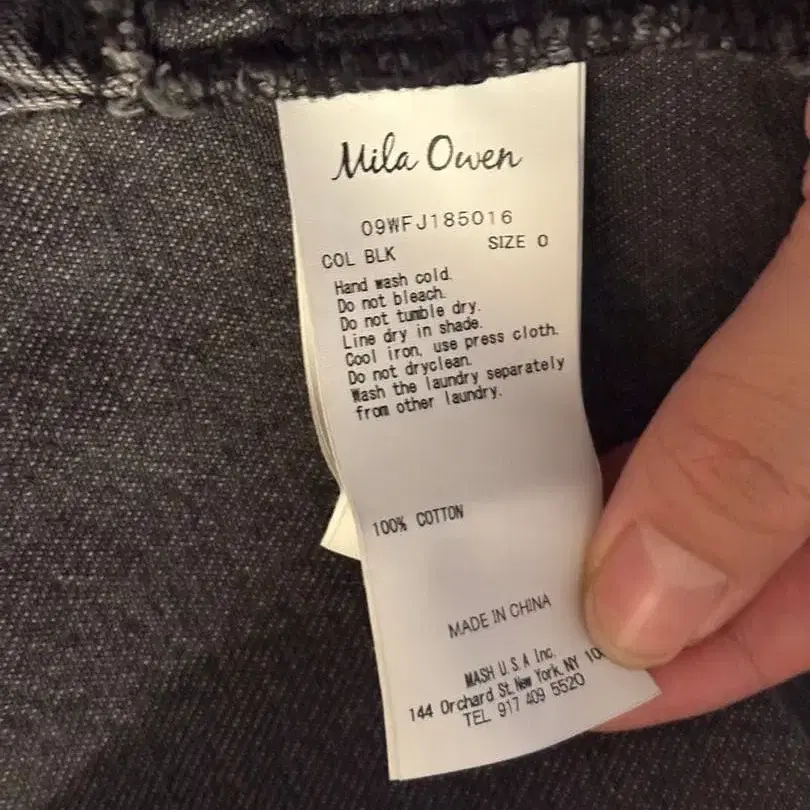 Mila Owen
09WFJ185016
COL BLK SIZE 0
Hand wash cold.
Do not bleach.
Do not tumble dry.
Line dry in shade.
Cool iron, use press cloth.
Do not dryclean.
Wash the laundry separately
from other laundry.
100% COTTON
MADE IN CHINA
MASH U.S.A Inc.
144 Orchard St, New York, NY
TEL 917 409 5520